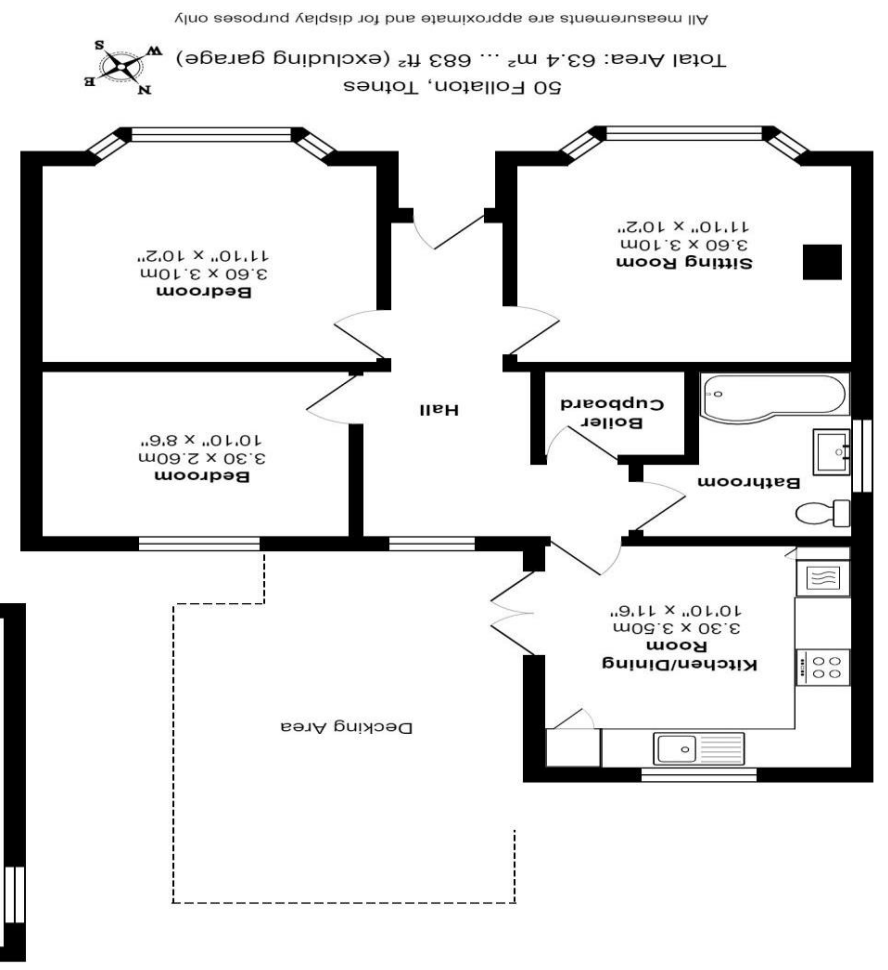 Decking Area
Kitchen/Dining
Room
3.30 x 3.50m
10'10" x 11'6"
Bathroom
Boiler
Cupboard
Hall
Bedroom
3.30 x 2.60m
10'10" x 8'6"
Sitting Room
3.60 x 3.10m
11'10" x 10'2"
Bedroom
3.60 x 3.10m
11'10" x 10'2"
50 Follaton, Totnes
Total Area: 63.4 m² ... 683 ft² (excluding garage)
N
E
W
S
All measurements are approximate and for display purposes only